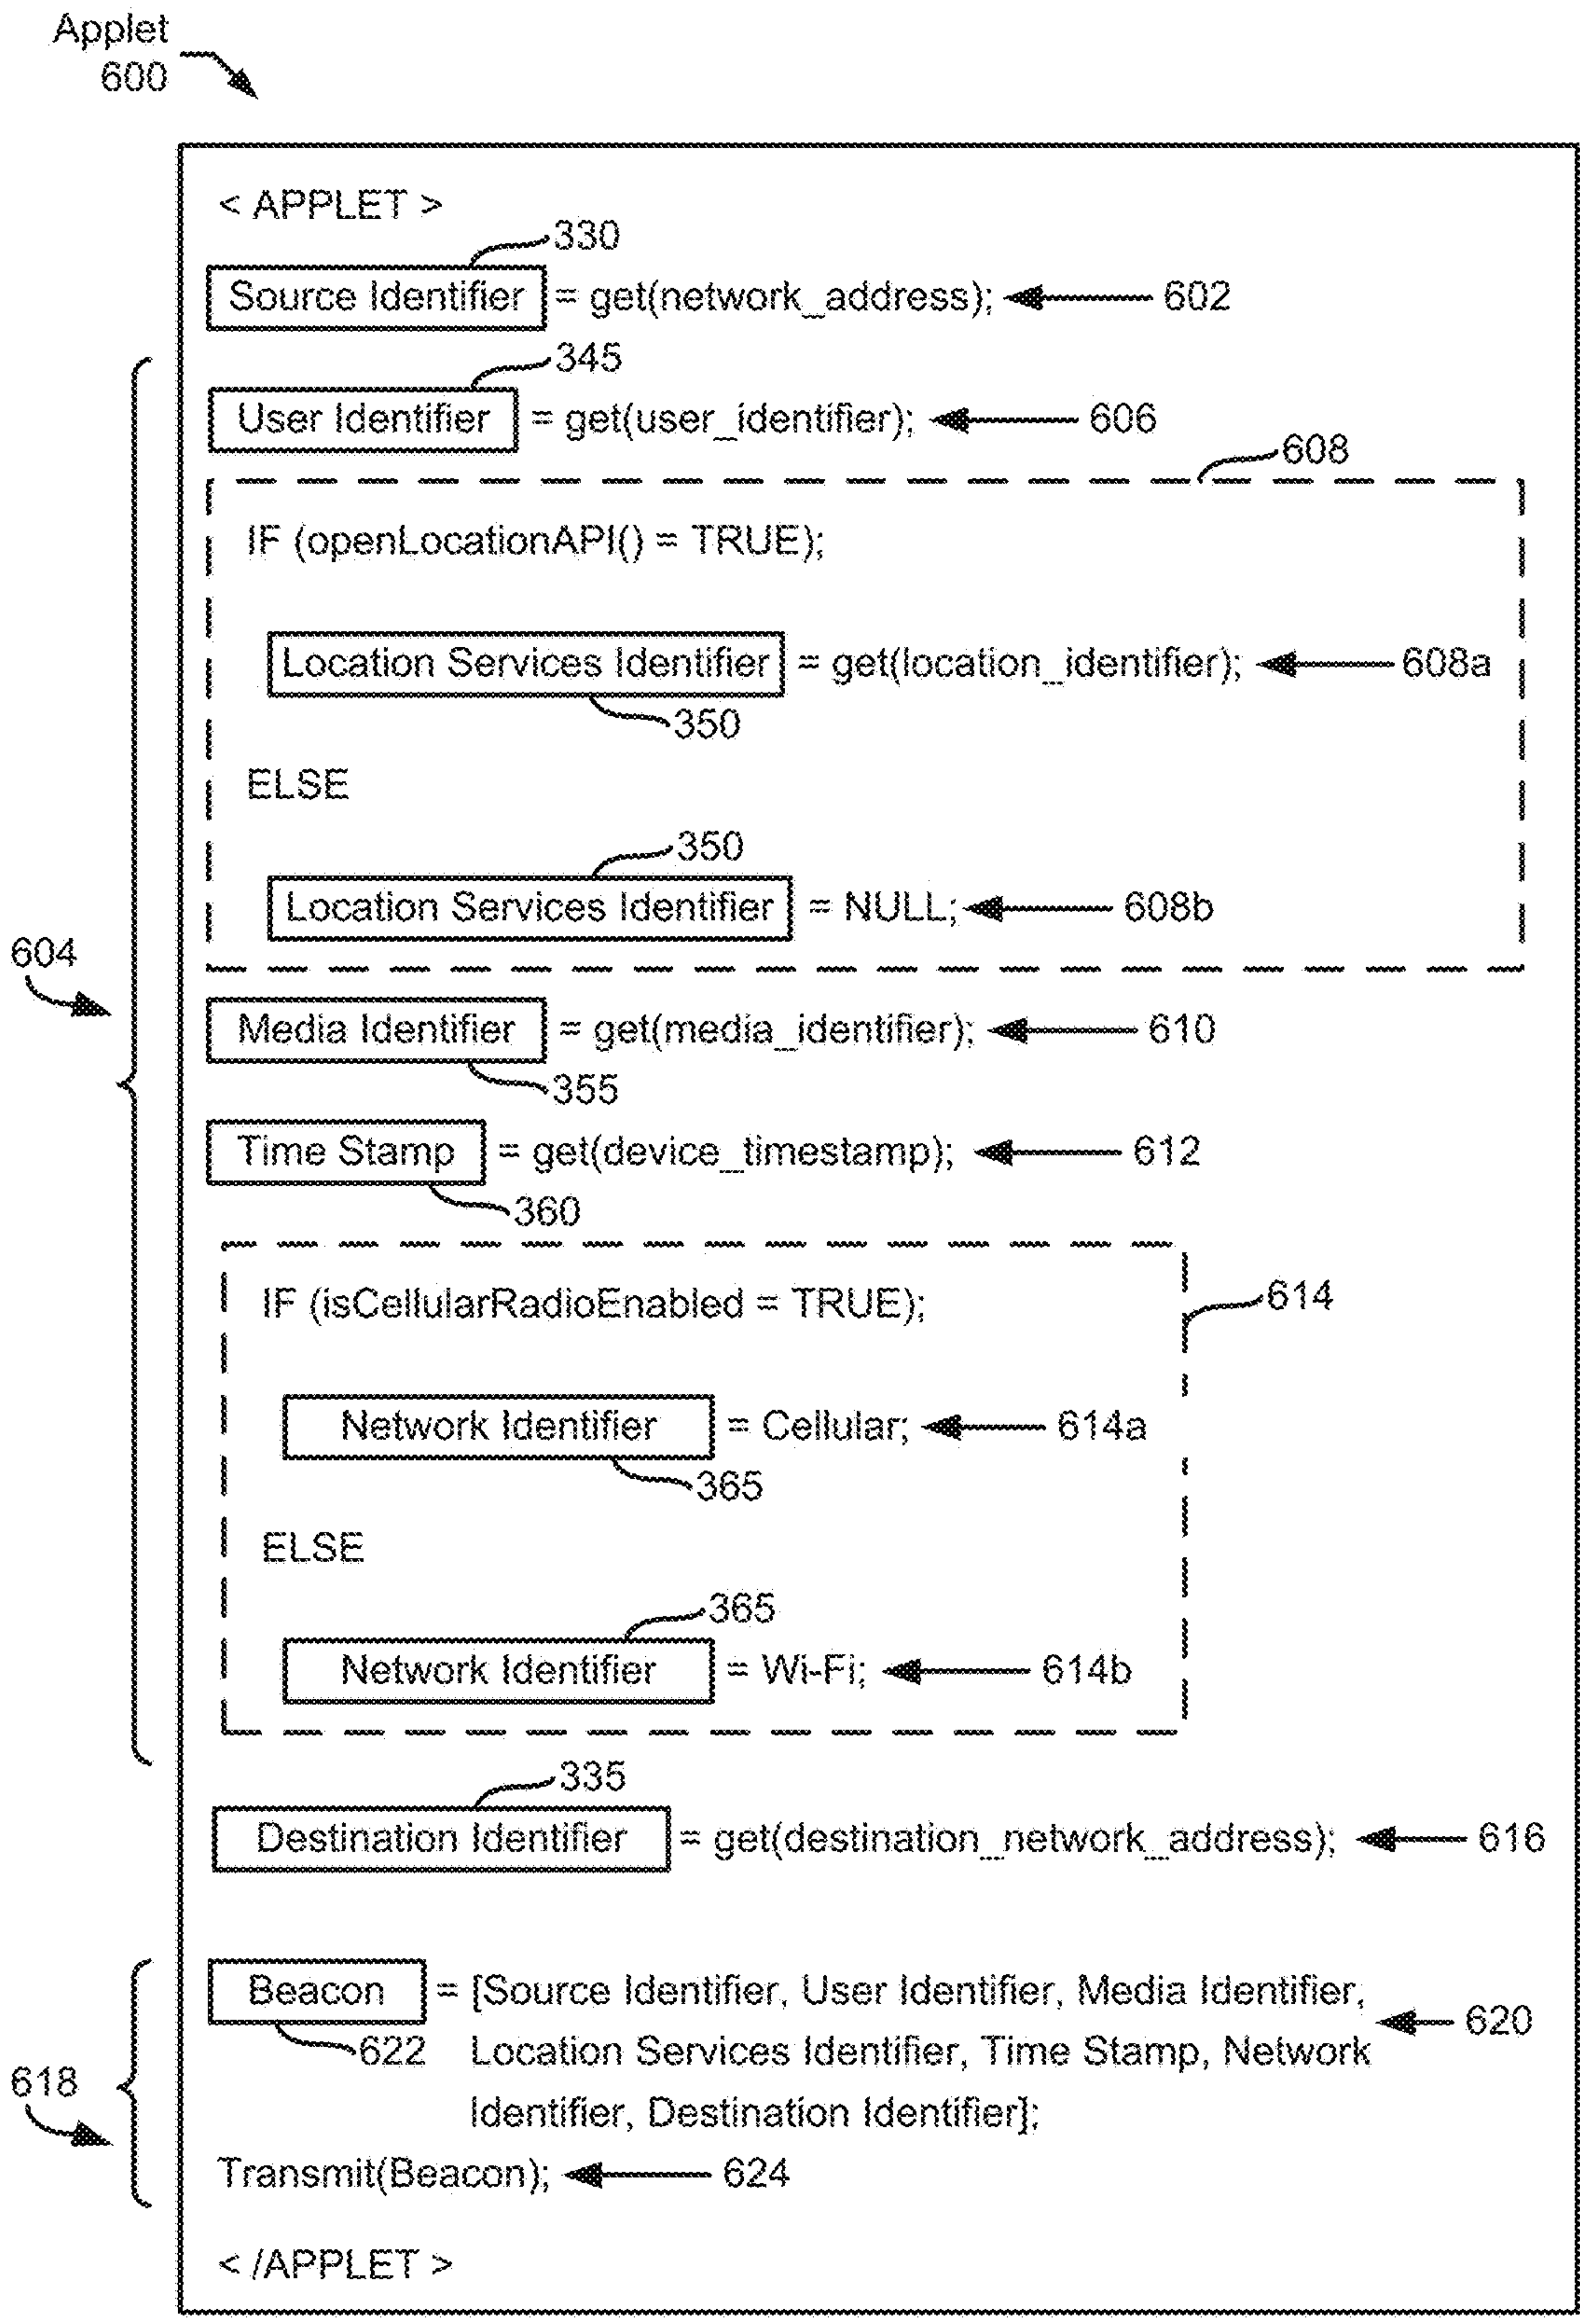 Applet
600
< APPLET >
330
Source Identifier = get(network_address); 602
345
User Identifier = get(user_identifier); 606
608
IF (openLocationAPI() = TRUE);
Location Services Identifier = get(location_identifier); 608a
350
ELSE
350
Location Services Identifier = NULL; 608b
604
Media Identifier = get(media_identifier); 610
355
Time Stamp = get(device_timestamp); 612
360
IF (isCellularRadioEnabled = TRUE);
614
Network Identifier = Cellular; 614a
365
ELSE
365
Network Identifier = Wi-Fi; 614b
335
Destination Identifier = get(destination_network_address); 616
Beacon = [Source Identifier, User Identifier, Media Identifier,
620
622 Location Services Identifier, Time Stamp, Network
618
Identifier, Destination Identifier];
Transmit(Beacon); 624
< /APPLET >